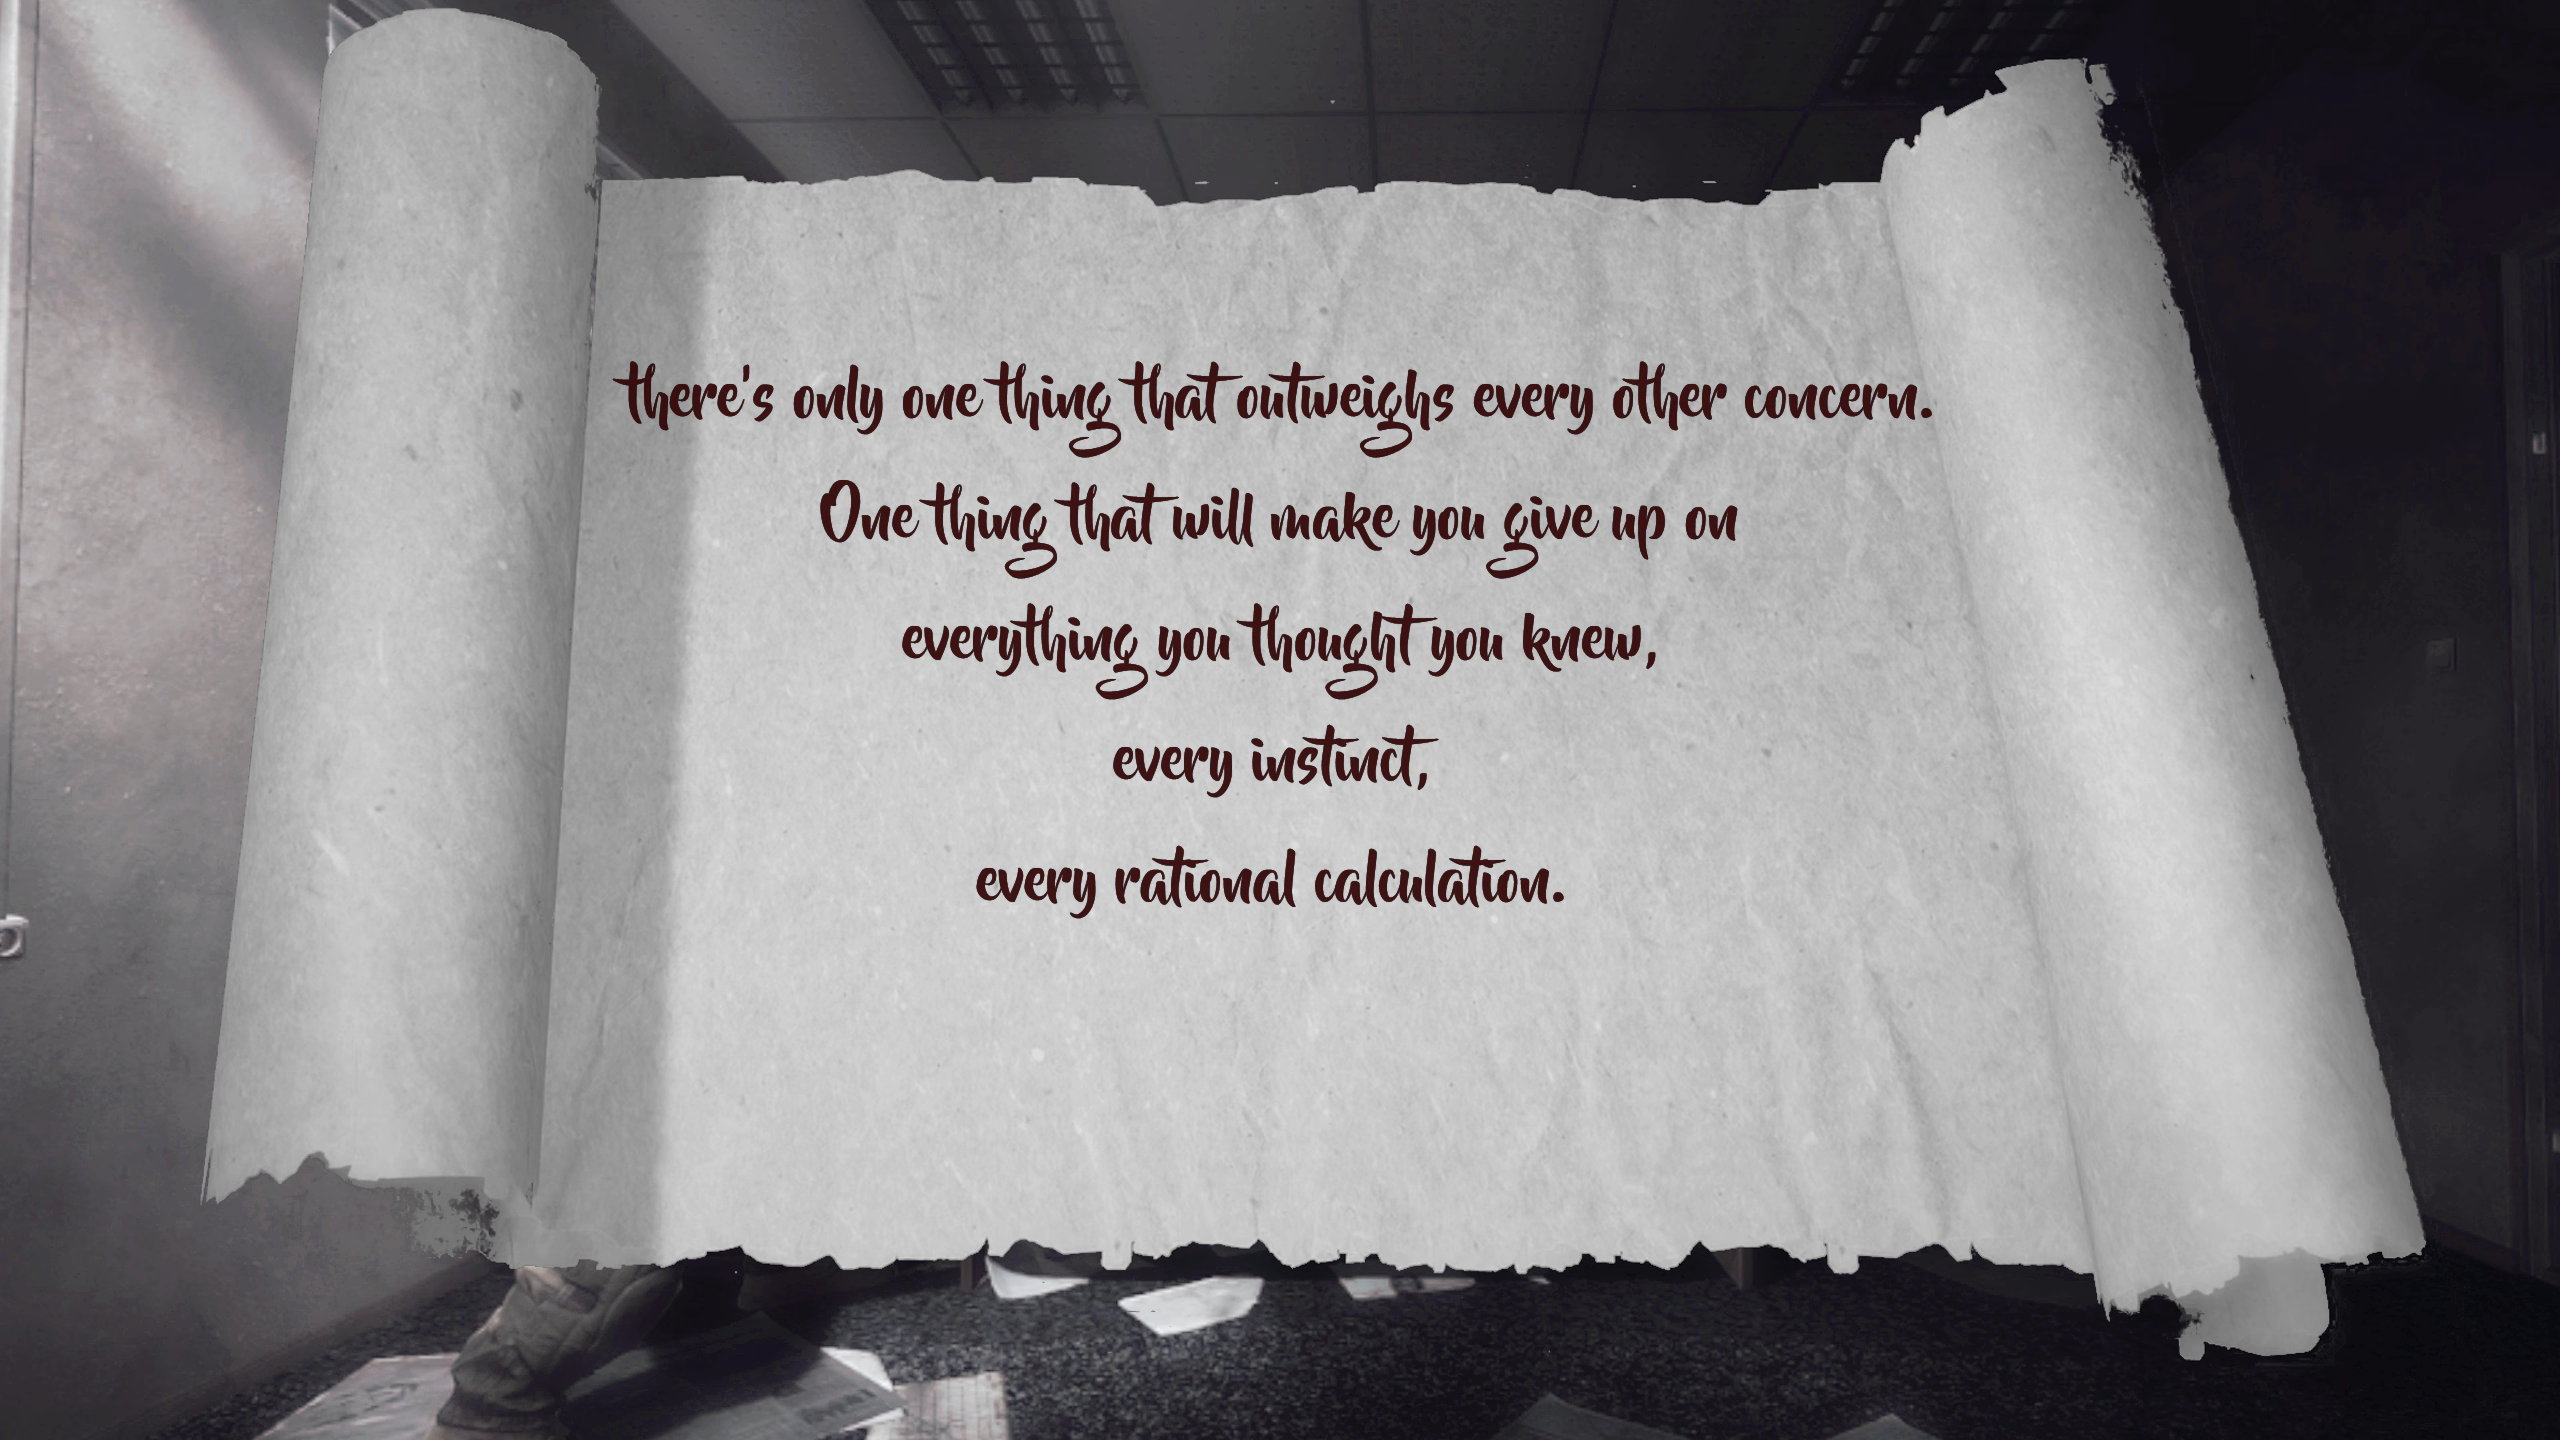 there's only one thing that outweighs every other concern.
One thing that will make you give up on
everything you thought you knew,
every instinct,
every rational calculation.